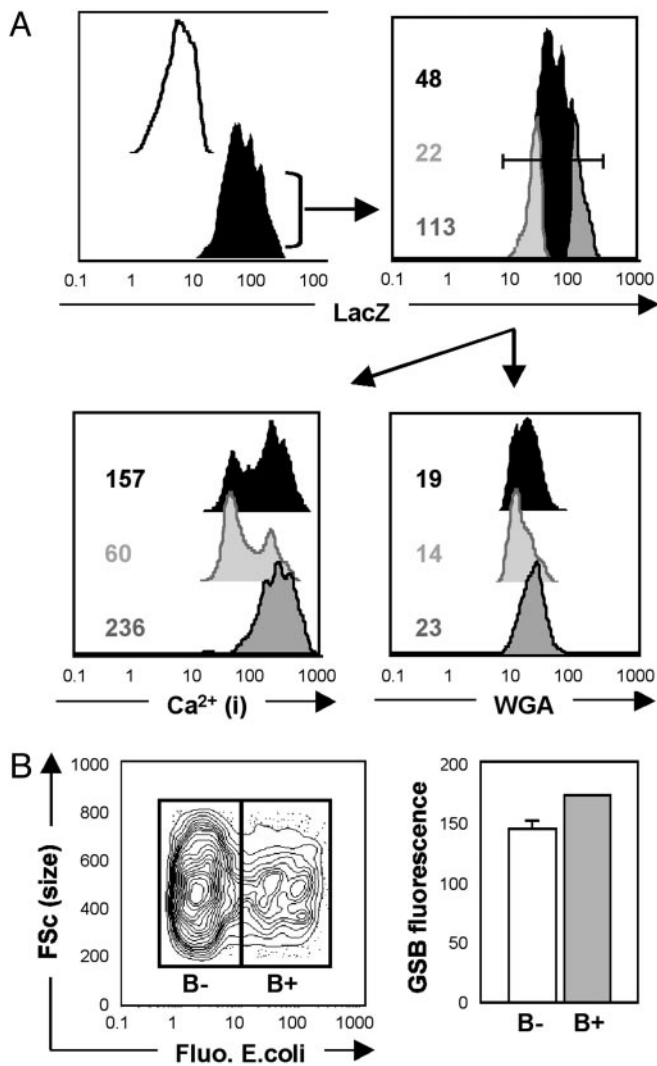 A
48
22
113
0.1 1 10 100 100
0.1 1 10 100 1000
LacZ
157
60
236
19
14
23
0.1 1 10 100 1000
0.1 1 10 100 1000
Ca²⁺ (i)
WGA
B
FSc (size)
1000
800
600
400
200
0
B- B+
0.1 1 10 100 1000
Fluo. E.coli
GSB fluorescence
200
150
100
50
0
B- B+